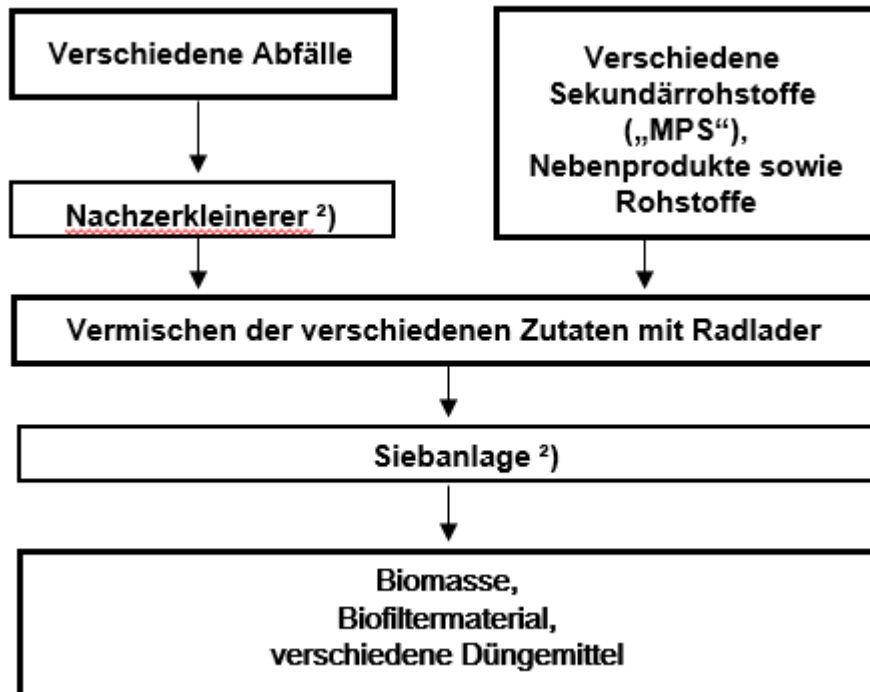 Verschiedene Abfälle
Verschiedene
Sekundärrohstoffe
(„MPS“),
Nebenprodukte sowie
Rohstoffe
Nachzerkleinerer ²)
Vermischen der verschiedenen Zutaten mit Radlader
Siebanlage ²)
Biomasse,
Biofiltermaterial,
verschiedene Düngemittel